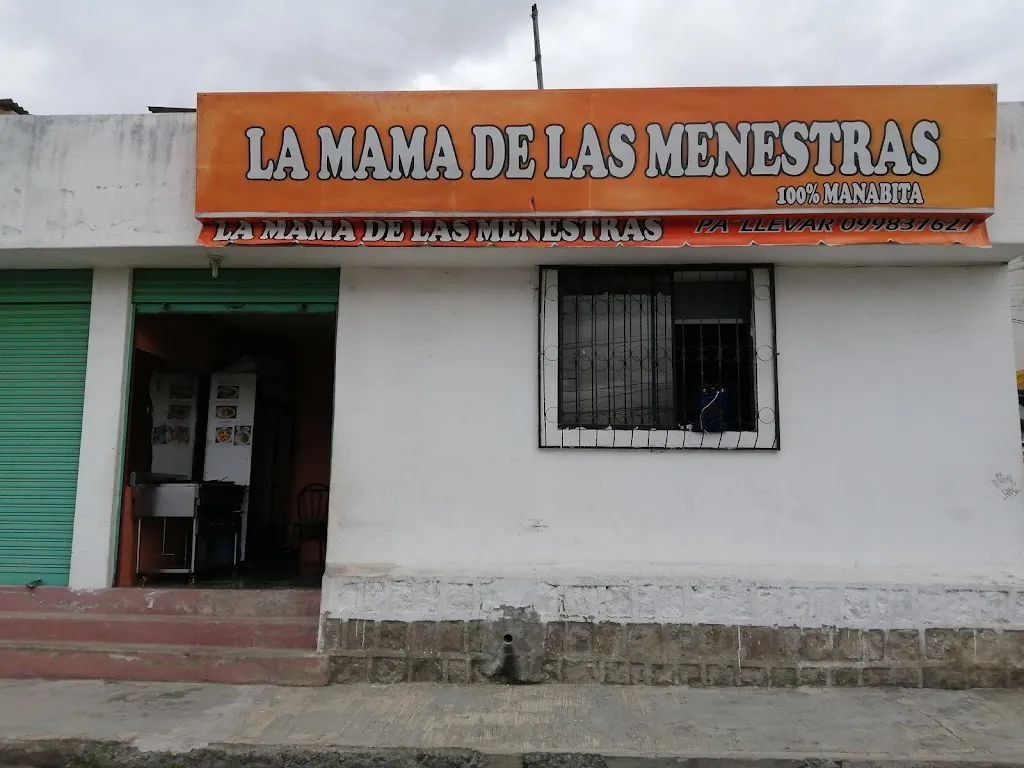 LA MAMA DE LAS MENESTRAS
100% MANABITA
LA MAMA DE LAS MENESTRAS PA´LLEVAR 099837627